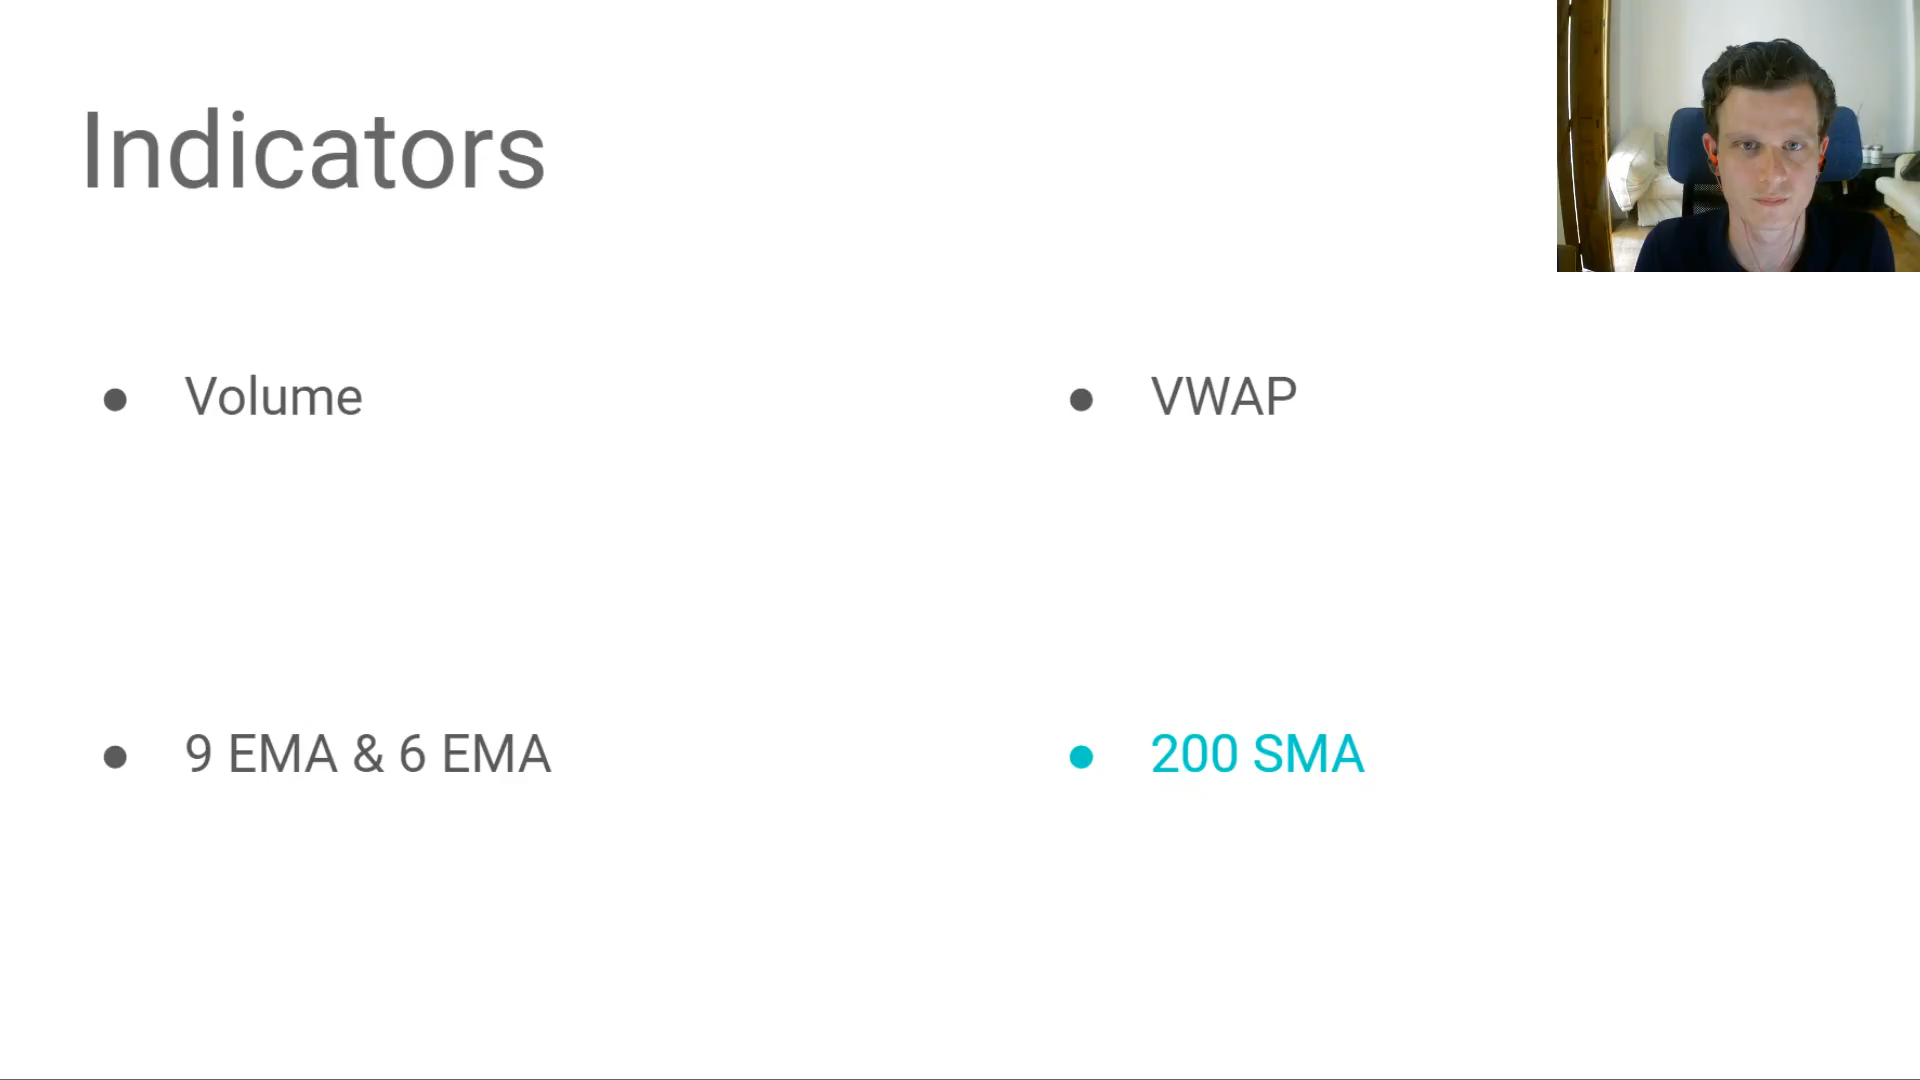 Indicators
● Volume
● VWAP
● 9 EMA & 6 EMA
● 200 SMA